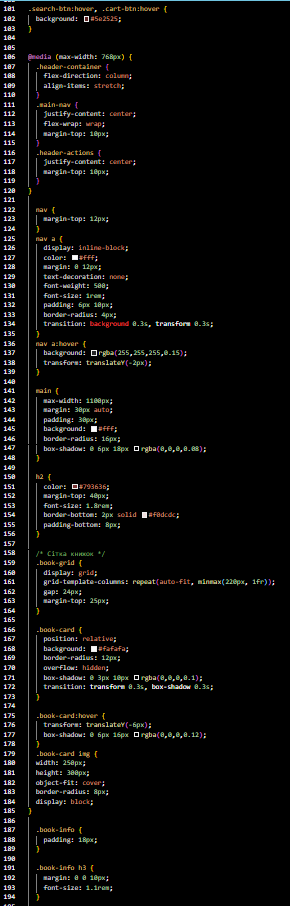 101 .search-btn:hover, .cart-btn:hover {
102 background: #5e2525;
103 }
104
105
106 @media (max-width: 768px) {
107 .header-container {
108 flex-direction: column;
109 align-items: stretch;
110 }
111 .main-nav {
112 justify-content: center;
113 flex-wrap: wrap;
114 margin-top: 10px;
115 }
116 .header-actions {
117 justify-content: center;
118 margin-top: 10px;
119 }
120 }
121
122 nav {
123 margin-top: 12px;
124 }
125 nav a {
126 display: inline-block;
127 color: #fff;
128 margin: 0 12px;
129 text-decoration: none;
130 font-weight: 500;
131 font-size: 1rem;
132 padding: 6px 10px;
133 border-radius: 4px;
134 transition: background 0.3s, transform 0.3s;
135 }
136 nav a:hover {
137 background: rgba(255,255,255,0.15);
138 transform: translateY(-2px);
139 }
140
141 main {
142 max-width: 1100px;
143 margin: 30px auto;
144 padding: 30px;
145 background: #fff;
146 border-radius: 16px;
147 box-shadow: 0 6px 18px rgba(0,0,0,0.08);
148 }
149
150 h2 {
151 color: #793636;
152 margin-top: 40px;
153 font-size: 1.8rem;
154 border-bottom: 2px solid #f0dcdc;
155 padding-bottom: 8px;
156 }
157
158 /* Сітка книжок */
159 .book-grid {
160 display: grid;
161 grid-template-columns: repeat(auto-fit, minmax(220px, 1fr));
162 gap: 24px;
163 margin-top: 25px;
164 }
165
166 .book-card {
167 position: relative;
168 background: #fafafa;
169 border-radius: 12px;
170 overflow: hidden;
171 box-shadow: 0 3px 10px rgba(0,0,0,0.1);
172 transition: transform 0.3s, box-shadow 0.3s;
173 }
174
175 .book-card:hover {
176 transform: translateY(-6px);
177 box-shadow: 0 6px 16px rgba(0,0,0,0.12);
178 }
179 .book-card img {
180 width: 250px;
181 height: 300px;
182 object-fit: cover;
183 border-radius: 8px;
184 display: block;
185 }
186
187 .book-info {
188 padding: 18px;
189 }
190
191 .book-info h3 {
192 margin: 0 0 10px;
193 font-size: 1.1rem;
194 }